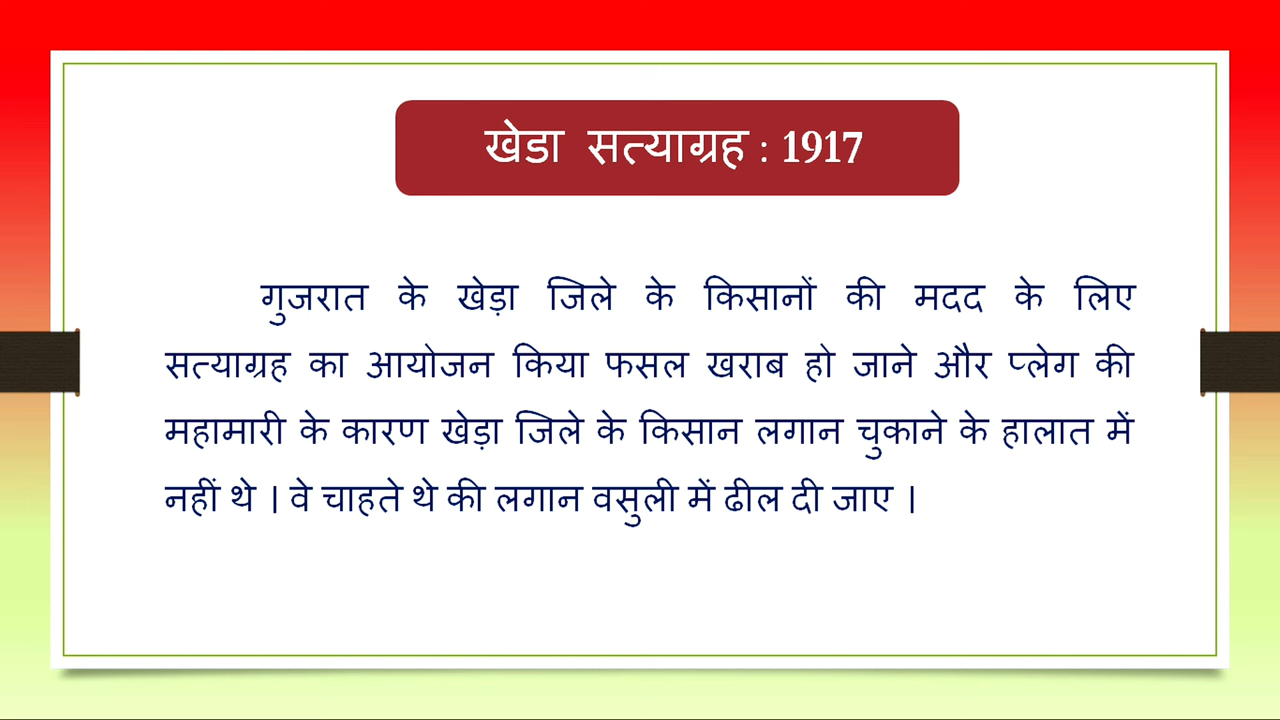 खेडा सत्याग्रह : 1917
गुजरात के खेड़ा जिले के किसानों की मदद के लिए
सत्याग्रह का आयोजन किया फसल खराब हो जाने और प्लेग की
महामारी के कारण खेड़ा जिले के किसान लगान चुकाने के हालात में
नहीं थे । वे चाहते थे की लगान वसुली में ढील दी जाए ।